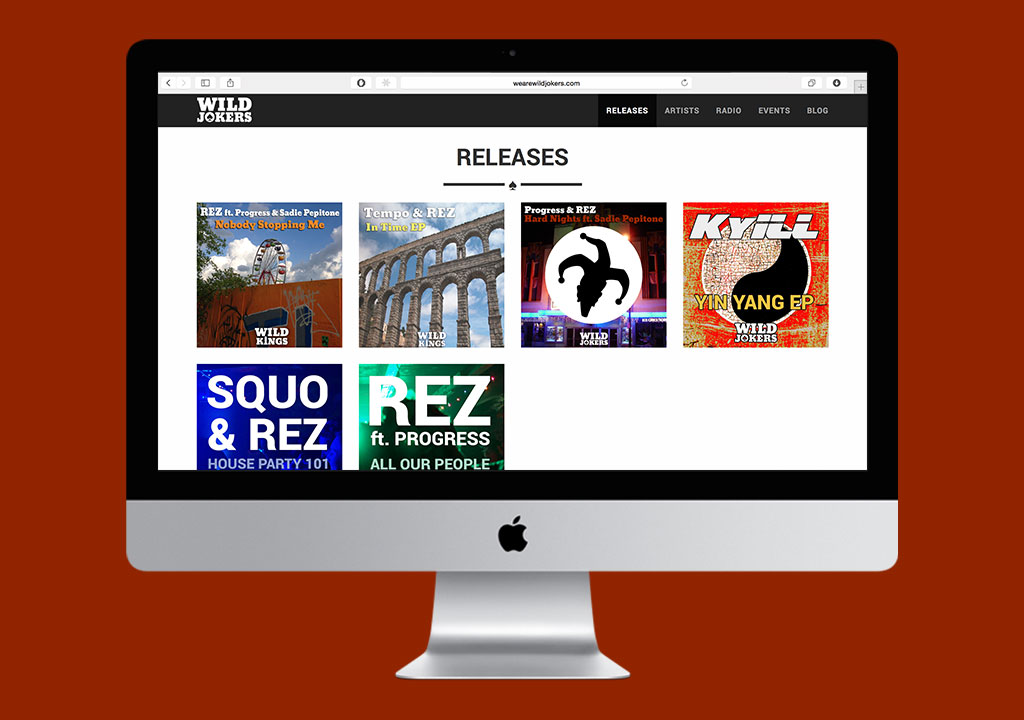 wearewildjokers.com
WILD
JOKERS
RELEASES ARTISTS RADIO EVENTS BLOG
RELEASES
REZ ft. Progress & Sadie Pepitone
Nobody Stopping Me
WILD
KINGS
Tempo & REZ
In Time EP
WILD
KINGS
Progress & REZ
Hard Nights ft. Sadie Pepitone
WILD
JOKERS
KYILL
YIN YANG EP
WILD
JOKERS
SQUO
& REZ
HOUSE PARTY 101
REZ
ft. PROGRESS
ALL OUR PEOPLE